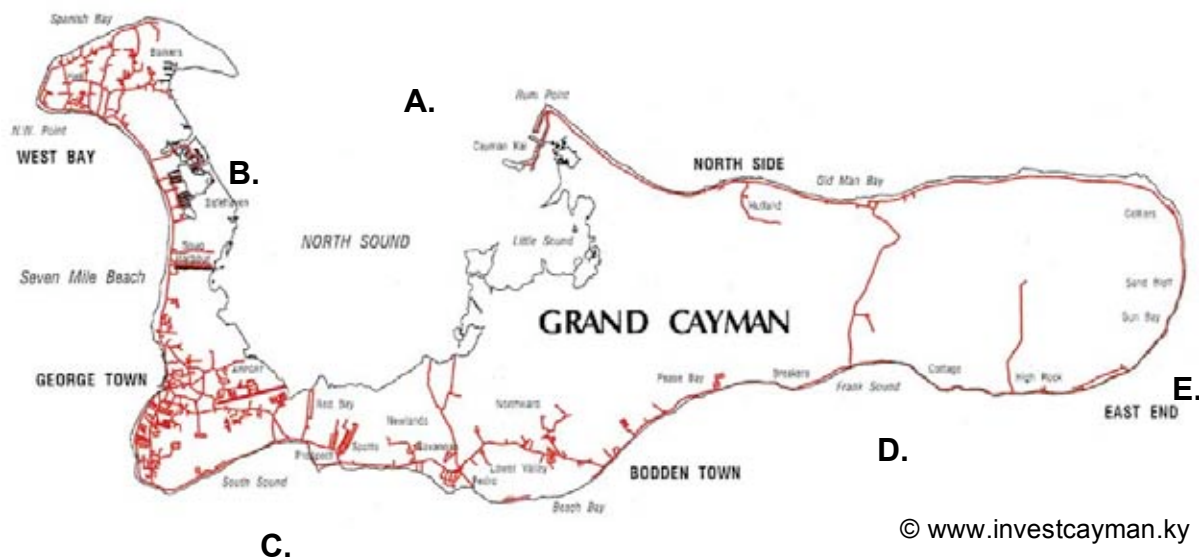 Spanish Bay
Barkers
Hell
A.
Rum Point
N.W. Point
Cayman Kai
WEST BAY
NORTH SIDE
B.
Old Man Bay
Hutland
Colliers
NORTH SOUND
Little Sound
Seven Mile Beach
Sand Bluff
GRAND CAYMAN
Gun Bay
AIRPORT
GEORGE TOWN
Pease Bay
Breakers
Frank Sound
Cottage
High Rock
E.
EAST END
Red Bay
Newlands
Northward
Prospect
Spotts
Savannah
D.
Lower Valley
BODDEN TOWN
South Sound
Pedro
Beach Bay
© www.investcayman.ky
C.